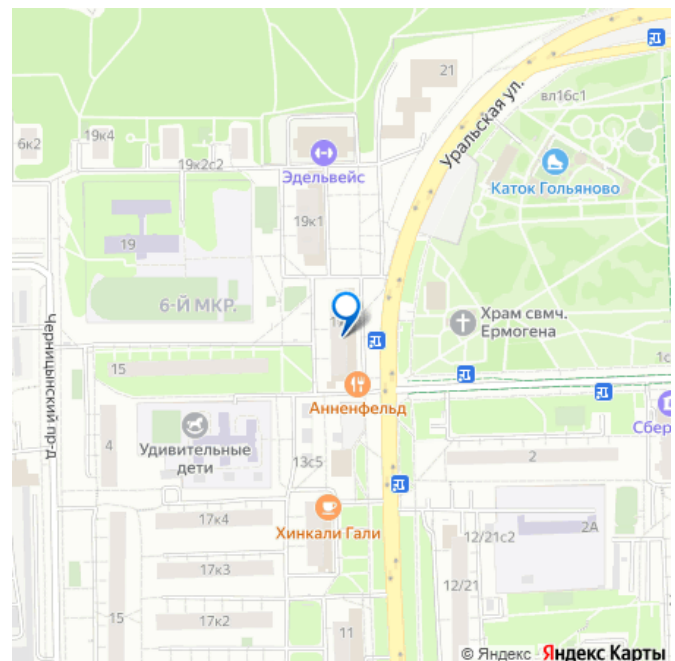 21
Уральская ул.
вл16с1
6к2
19к4
19к2с2
Эдельвейс
Каток Гольяново
19к1
19
6-Й МКР.
Храм свмч.
Ермогена
Черницынский пр-д
15
1с
Анненфельд
Сбер
4
Удивительные
дети
13с5
2
17к4
Хинкали Гали
12/21с2
2А
17к3
12/21
15
17к2
11
© Яндекс Яндекс Карты